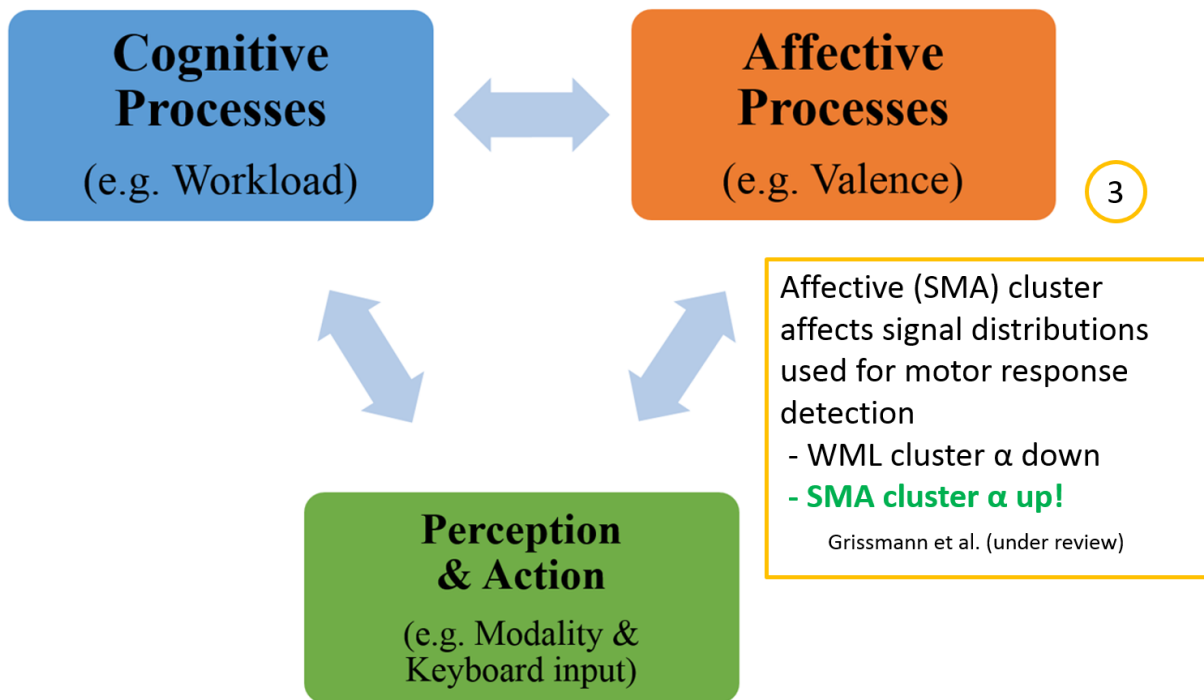 Cognitive
Processes
(e.g. Workload)
Affective
Processes
(e.g. Valence)
3
Affective (SMA) cluster
affects signal distributions
used for motor response
detection
- WML cluster α down
- SMA cluster α up!
Grissmann et al. (under review)
Perception
& Action
(e.g. Modality &
Keyboard input)